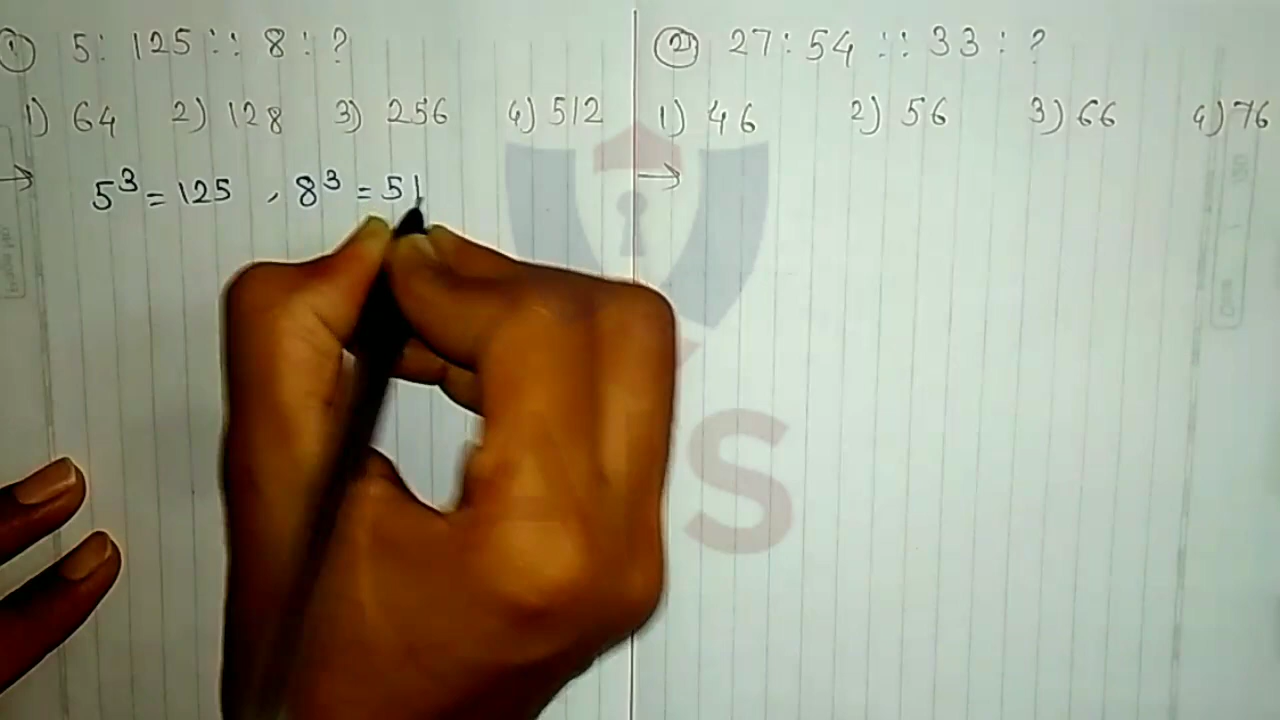 ① 5 : 125 :: 8 : ?
1) 64 2) 128 3) 256 4) 512
→ 5³ = 125 , 8³ = 51
② 27 : 54 :: 33 : ?
1) 46 2) 56 3) 66 4) 76
→
S